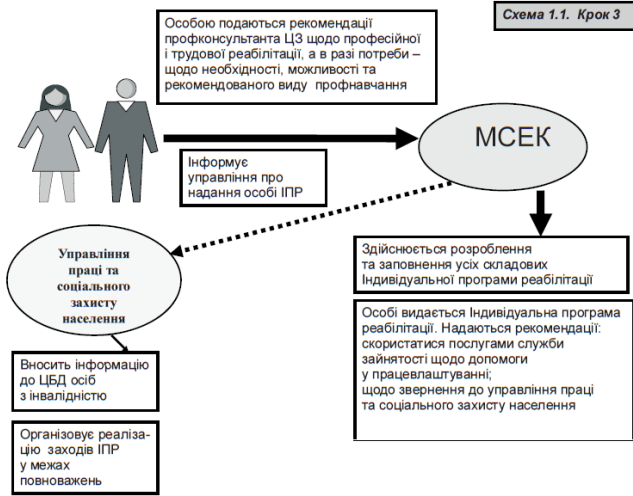 Схема 1.1. Крок 3
Особою подаються рекомендації
профконсультанта ЦЗ щодо професійної
і трудової реабілітації, а в разі потреби –
щодо необхідності, можливості та
рекомендованого виду профнавчання
МСЕК
Інформує
управління про
надання особі ІПР
Управління
праці та
соціального
захисту
населення
Здійснюється розроблення
та заповнення усіх складових
Індивідуальної програми реабілітації
Особі видається Індивідуальна програма
реабілітації. Надаються рекомендації:
скористатися послугами служби
зайнятості щодо допомоги
у працевлаштуванні;
щодо звернення до управління праці
та соціального захисту населення
Вносить інформацію
до ЦБД осіб
з інвалідністю
Організовує реаліза-
цію заходів ІПР
у межах
повноважень